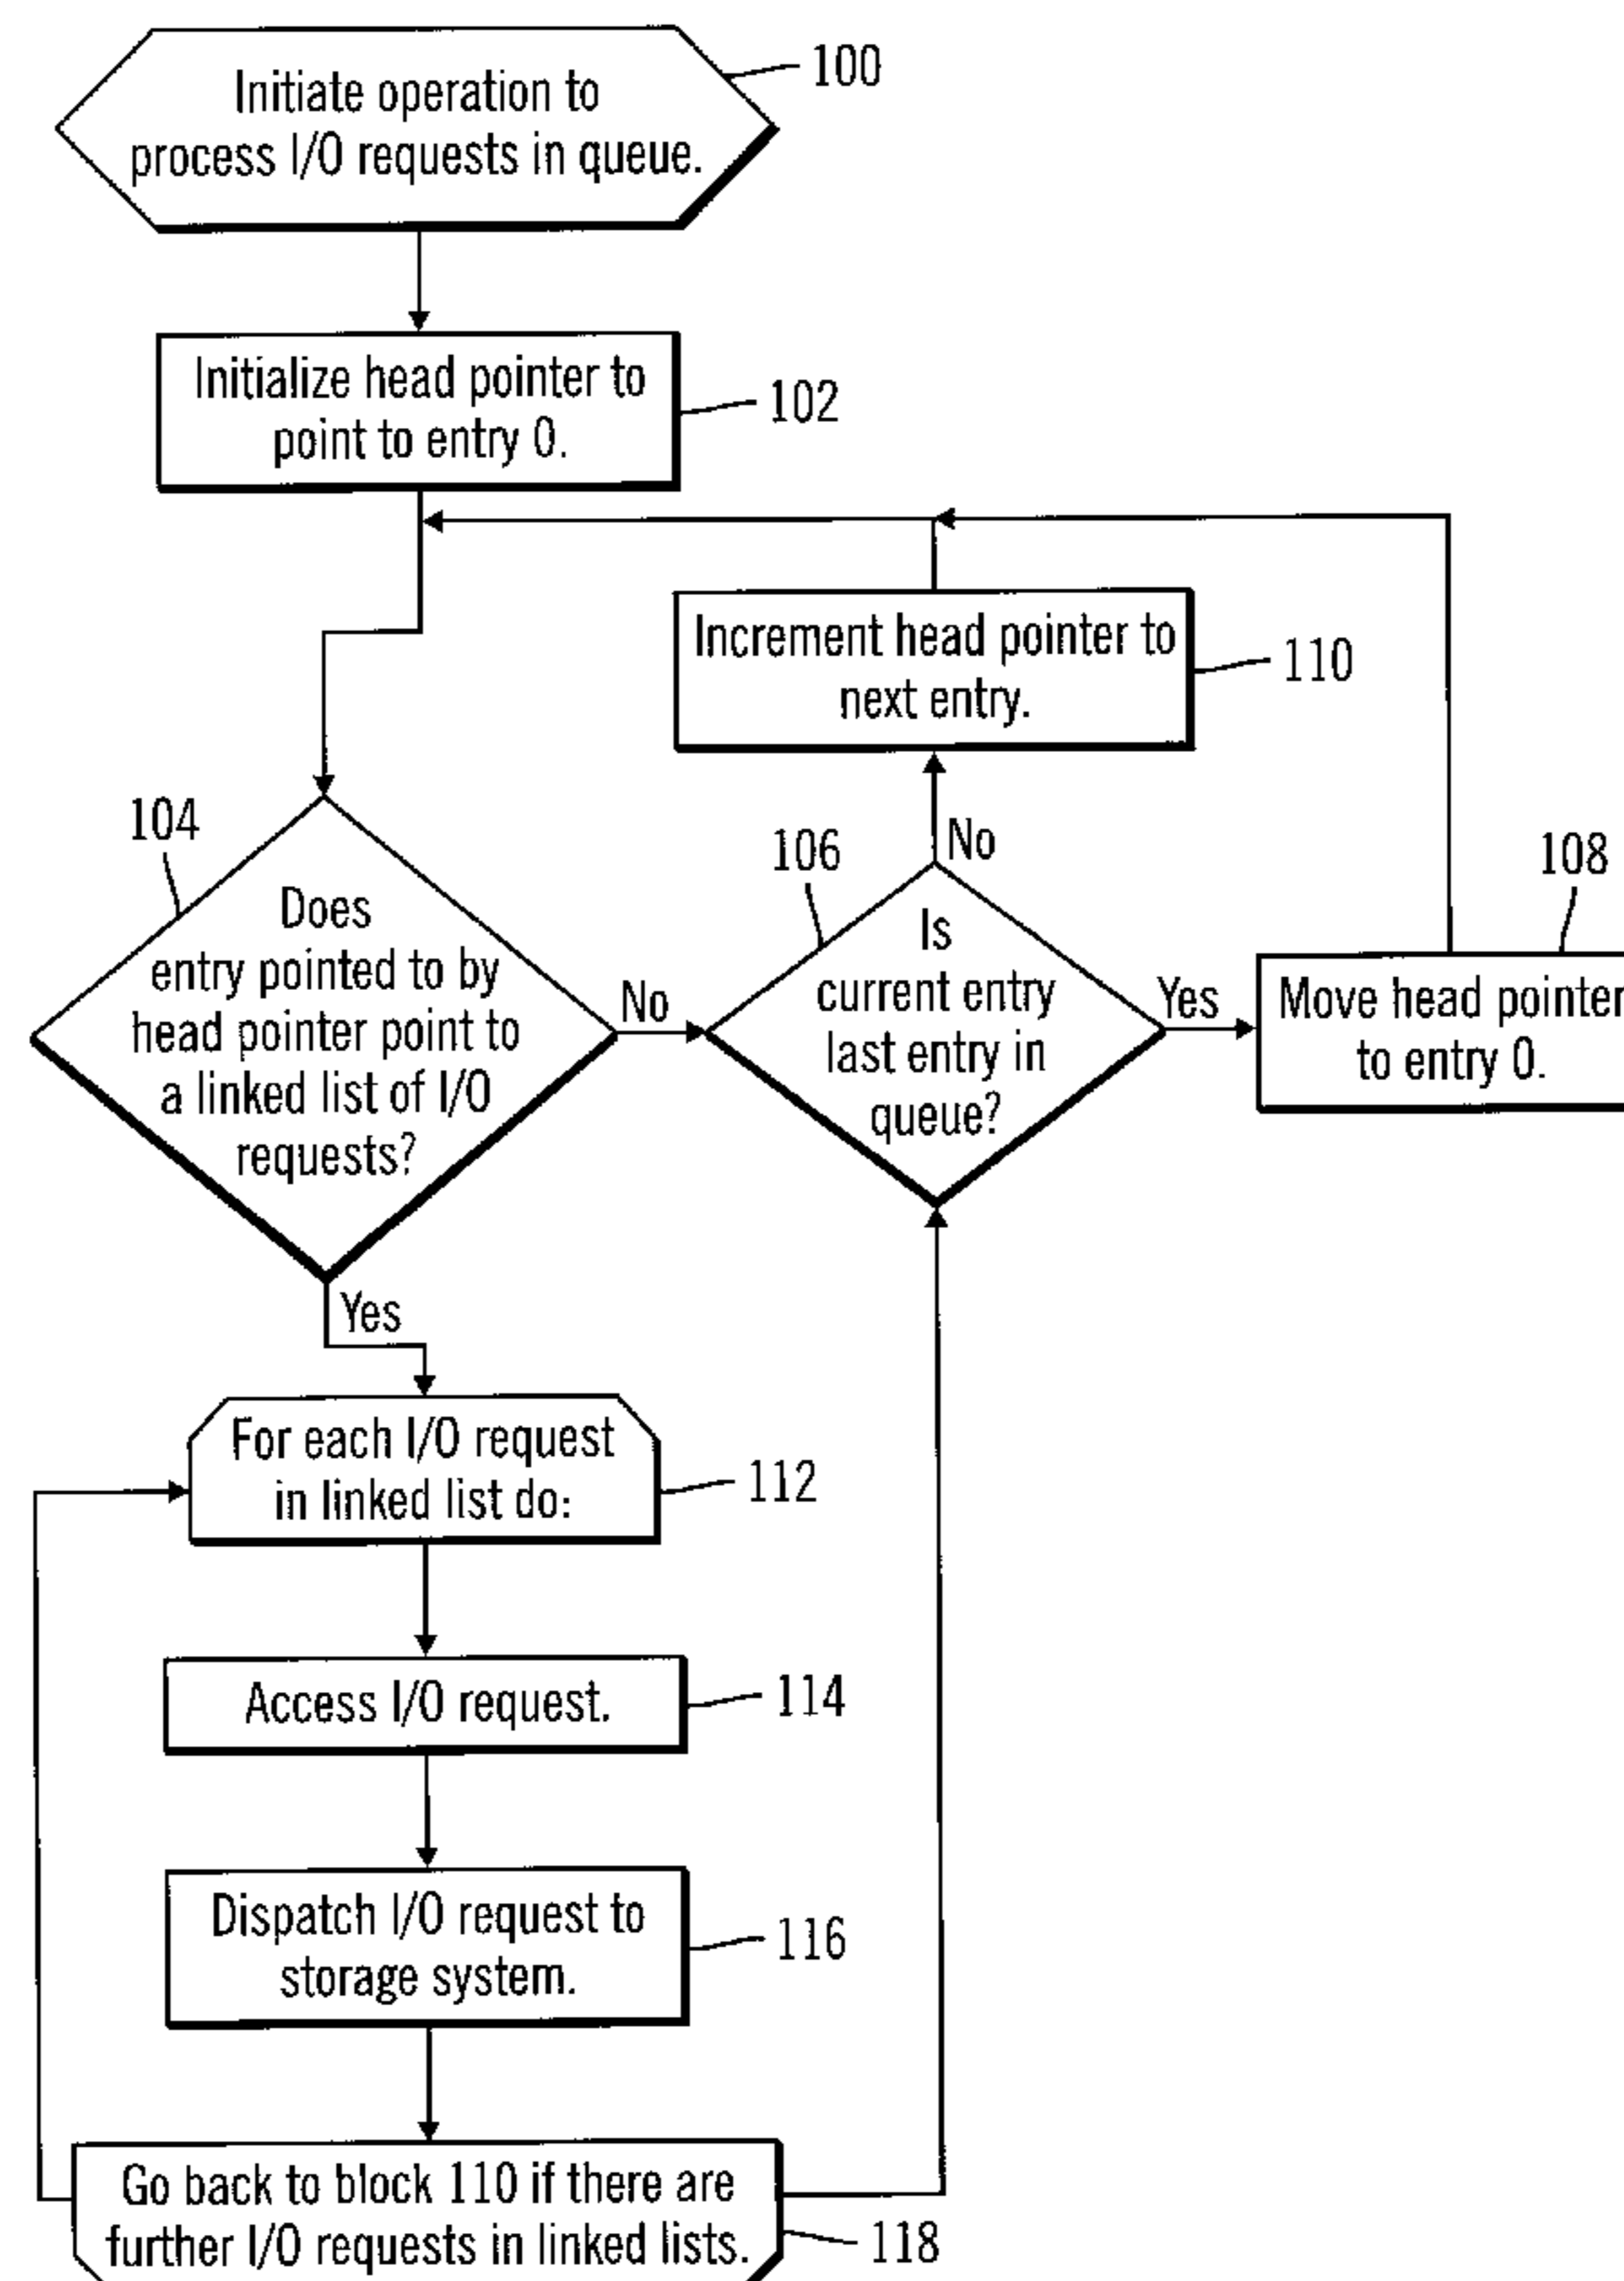 Initiate operation to
process I/O requests in queue.
100
Initialize head pointer to
point to entry 0.
102
Increment head pointer to
next entry.
110
104
Does
entry pointed to by
head pointer point to
a linked list of I/O
requests?
No
Yes
106
Is
current entry
last entry in
queue?
No
Yes
108
Move head pointer
to entry 0.
For each I/O request
in linked list do:
112
Access I/O request.
114
Dispatch I/O request to
storage system.
116
Go back to block 110 if there are
further I/O requests in linked lists.
118